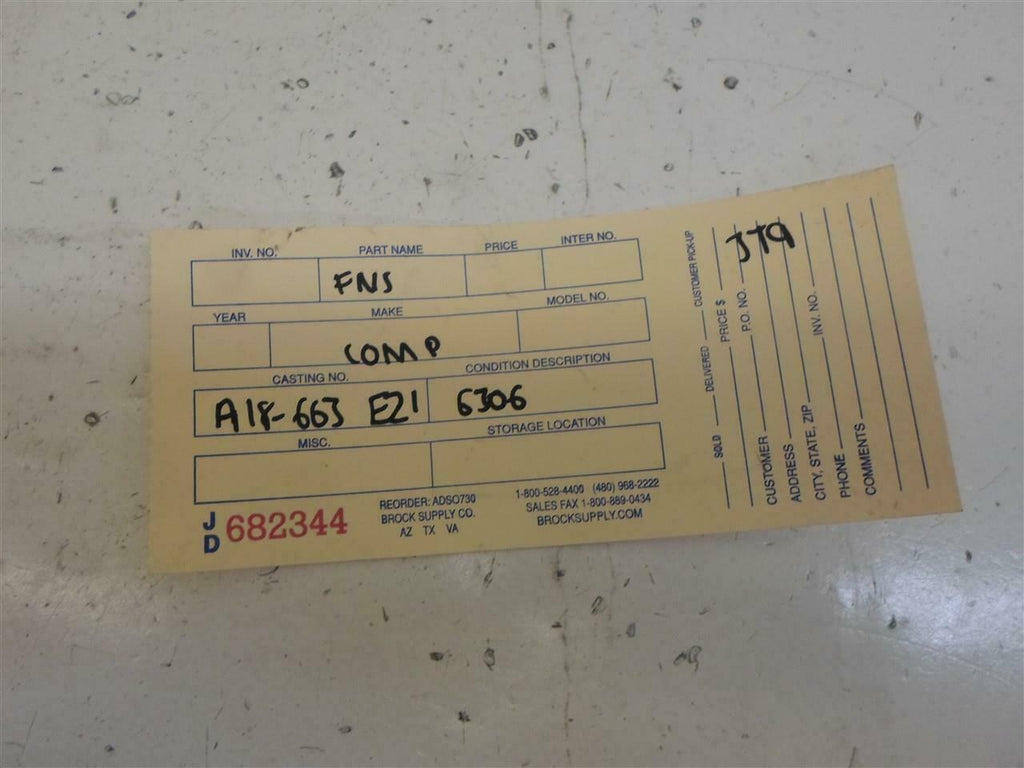 INV. NO. PART NAME PRICE INTER NO.
FNS
YEAR MAKE MODEL NO.
COMP
CASTING NO. CONDITION DESCRIPTION
A18-663 E21 6306
MISC. STORAGE LOCATION
JD 682344
REORDER: ADSO730
BROCK SUPPLY CO.
AZ TX VA
1-800-528-4400 (480) 968-2222
SALES FAX 1-800-889-0434
BROCKSUPPLY.COM
SOLD DELIVERED CUSTOMER PICK-UP
PRICE $
P.O. NO.
JT9
CUSTOMER
ADDRESS
CITY, STATE, ZIP INV. NO.
PHONE
COMMENTS